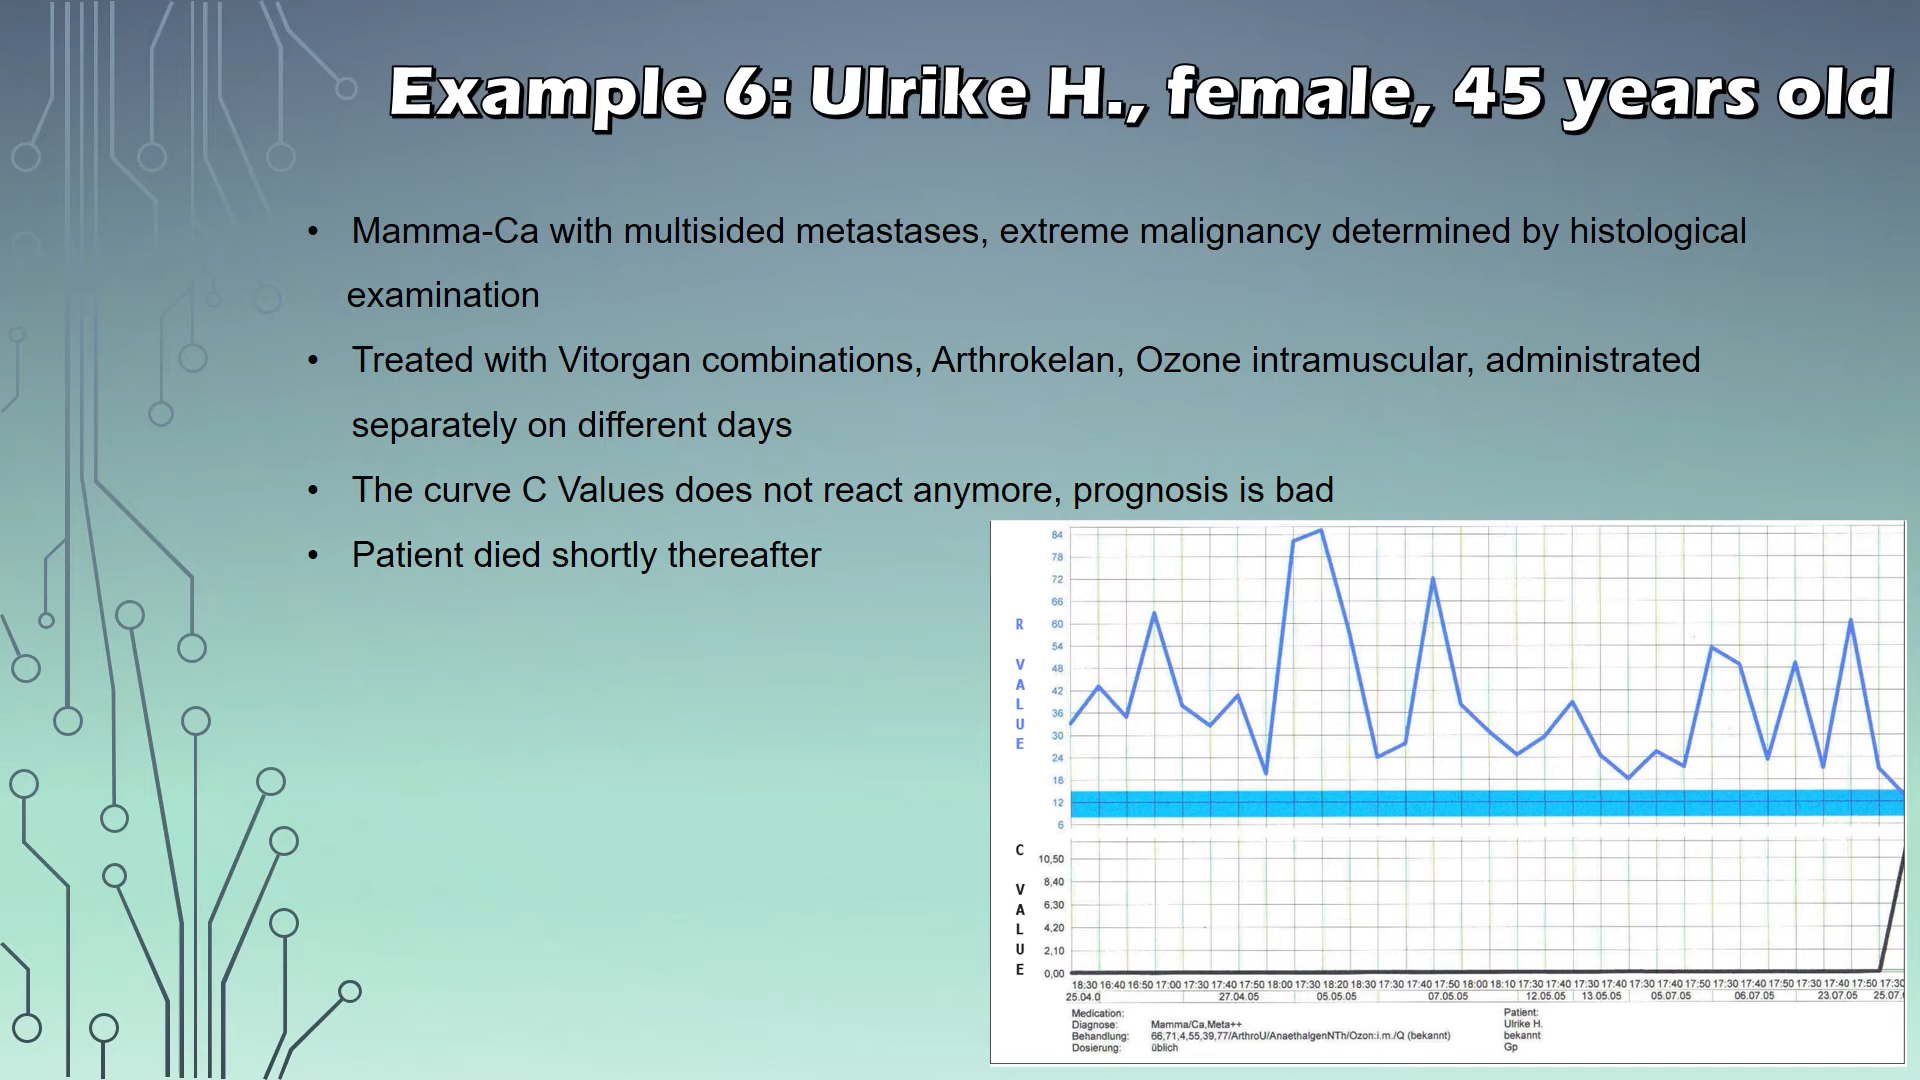 Example 6: Ulrike H., female, 45 years old
• Mamma-Ca with multisided metastases, extreme malignancy determined by histological
examination
• Treated with Vitorgan combinations, Arthrokelan, Ozone intramuscular, administrated
separately on different days
• The curve C Values does not react anymore, prognosis is bad
• Patient died shortly thereafter
R VALUE
84
78
72
66
60
54
48
42
36
30
24
18
12
6
C VALUE
10,50
8,40
6,30
4,20
2,10
0,00
18:30 16:40 16:50 17:00 17:30 17:40 17:50 18:00 17:30 18:20 18:30 17:30 17:40 17:50 18:00 18:10 17:30 17:40 17:30 17:40 17:30 17:40 17:50 17:30 17:40 17:50 17:30 17:40 17:50 17:30
25.04.0 27.04.05 05.05.05 07.05.05 12.05.05 13.05.05 05.07.05 06.07.05 23.07.05 25.07.
Medication:
Diagnose: Mamma/Ca,Meta++
Behandlung: 66,71,4,55,39,77/ArthroU/AnaethalgenNTh/Ozon:i.m./Q (bekannt)
Dosierung: üblich
Patient:
Ulrike H.
bekannt
Gp